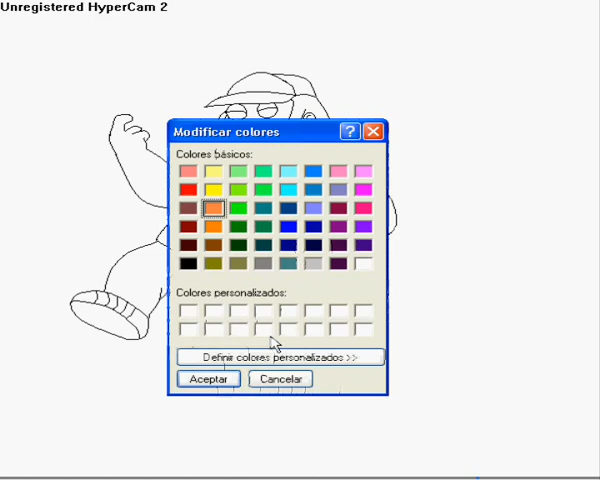 Unregistered HyperCam 2
Modificar colores
Colores básicos:
Colores personalizados:
Definir colores personalizados >>
Aceptar
Cancelar